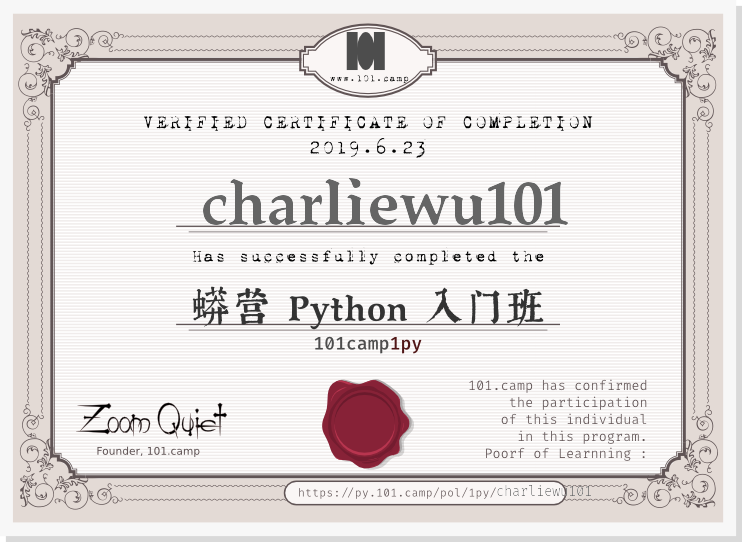 101
www.101.camp
VERIFIED CERTIFICATE OF COMPLETION
2019.6.23
charliewu101
Has successfully completed the
蟒营 Python 入门班
101camp1py
101.camp has confirmed
the participation
of this individual
in this program.
Poorf of Learnning :
Zoom Quiet
Founder, 101.camp
https://py.101.camp/pol/1py/charliewu101